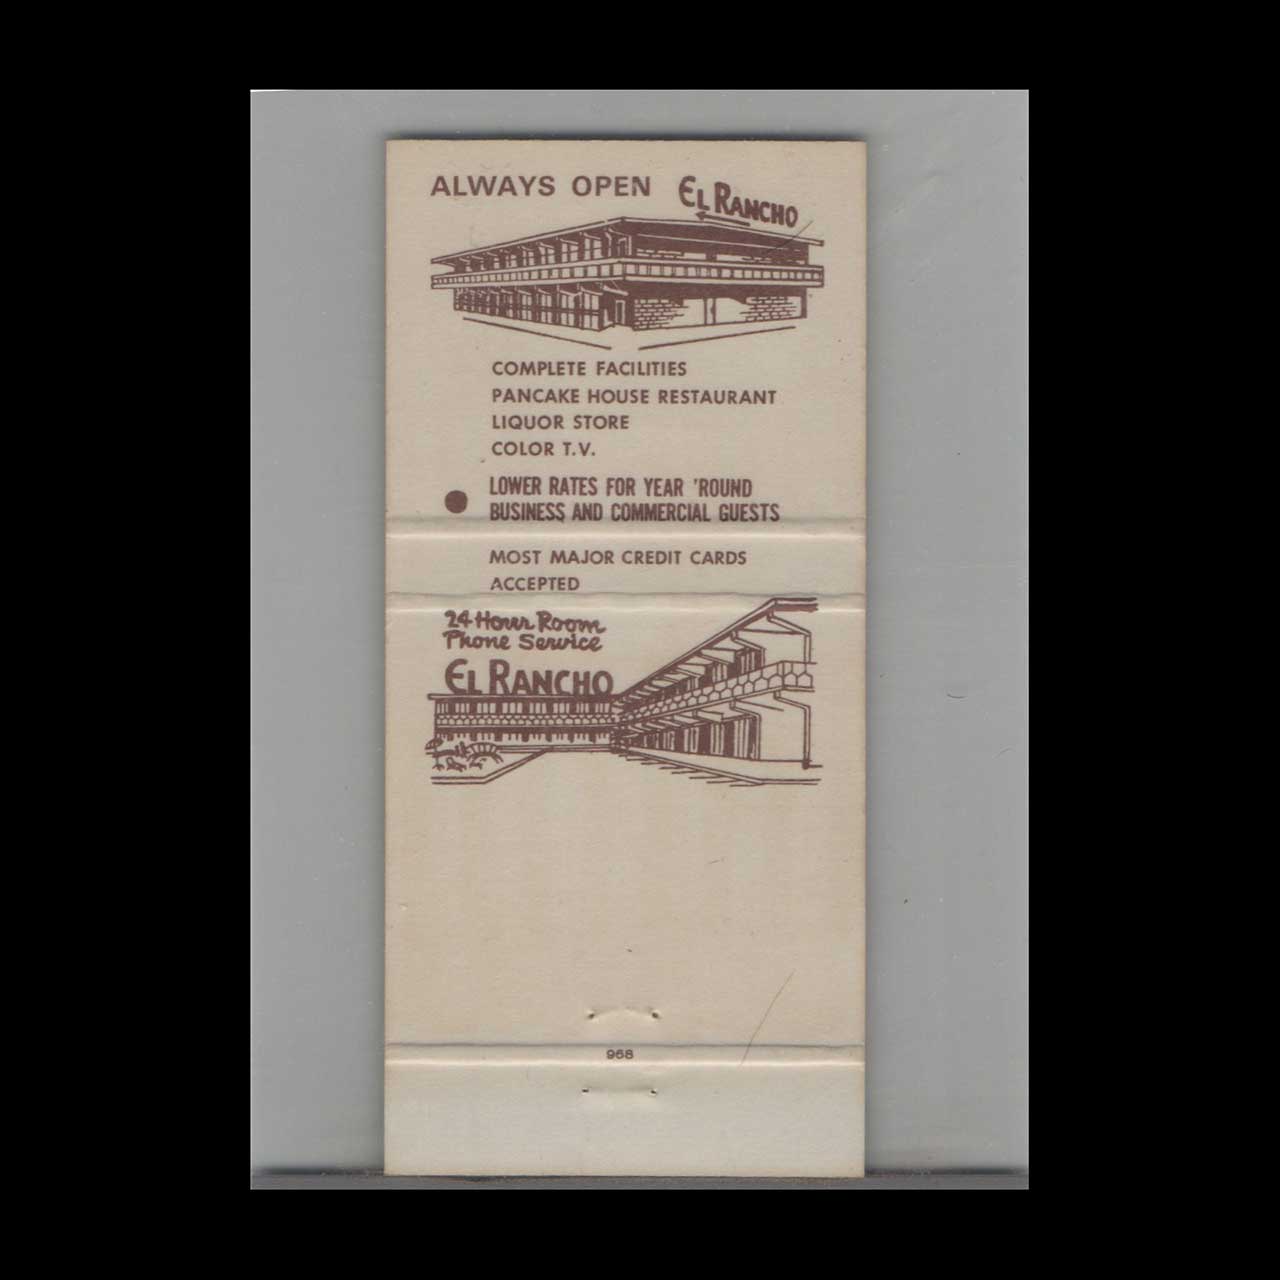 ALWAYS OPEN
EL RANCHO
COMPLETE FACILITIES
PANCAKE HOUSE RESTAURANT
LIQUOR STORE
COLOR T.V.
LOWER RATES FOR YEAR 'ROUND
BUSINESS AND COMMERCIAL GUESTS
MOST MAJOR CREDIT CARDS
ACCEPTED
24 Hour Room
Phone Service
EL RANCHO
968